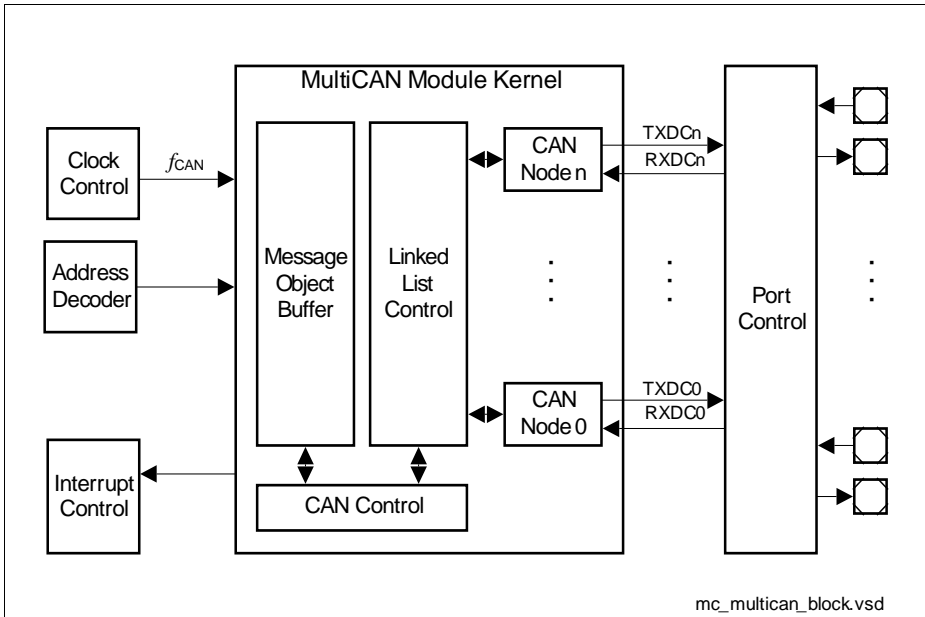 MultiCAN Module Kernel
Clock
Control
fCAN
Address
Decoder
Interrupt
Control
Message
Object
Buffer
Linked
List
Control
CAN Control
CAN
Node n
CAN
Node 0
TXDCn
RXDCn
TXDC0
RXDC0
Port
Control
mc_multican_block.vsd